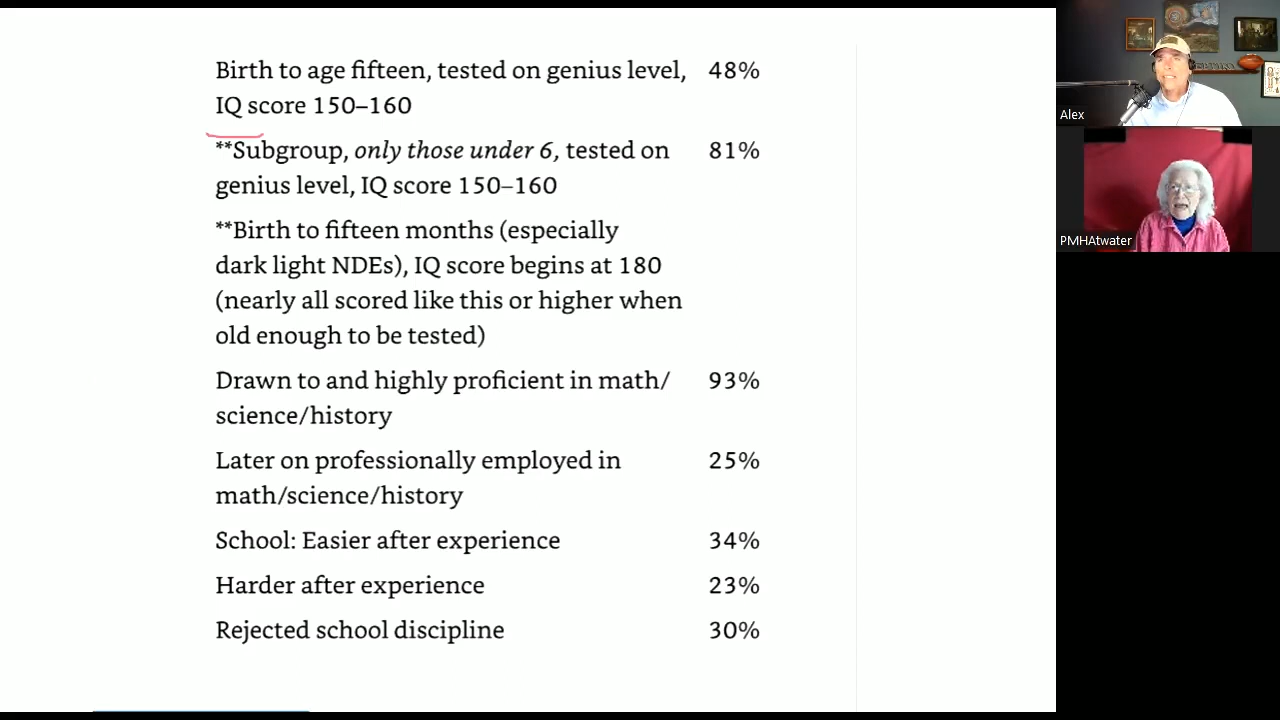 Birth to age fifteen, tested on genius level, 48%
IQ score 150–160
**Subgroup, only those under 6, tested on 81%
genius level, IQ score 150–160
**Birth to fifteen months (especially
dark light NDEs), IQ score begins at 180
(nearly all scored like this or higher when
old enough to be tested)
Drawn to and highly proficient in math/ 93%
science/history
Later on professionally employed in 25%
math/science/history
School: Easier after experience 34%
Harder after experience 23%
Rejected school discipline 30%
Alex
PMHAtwater